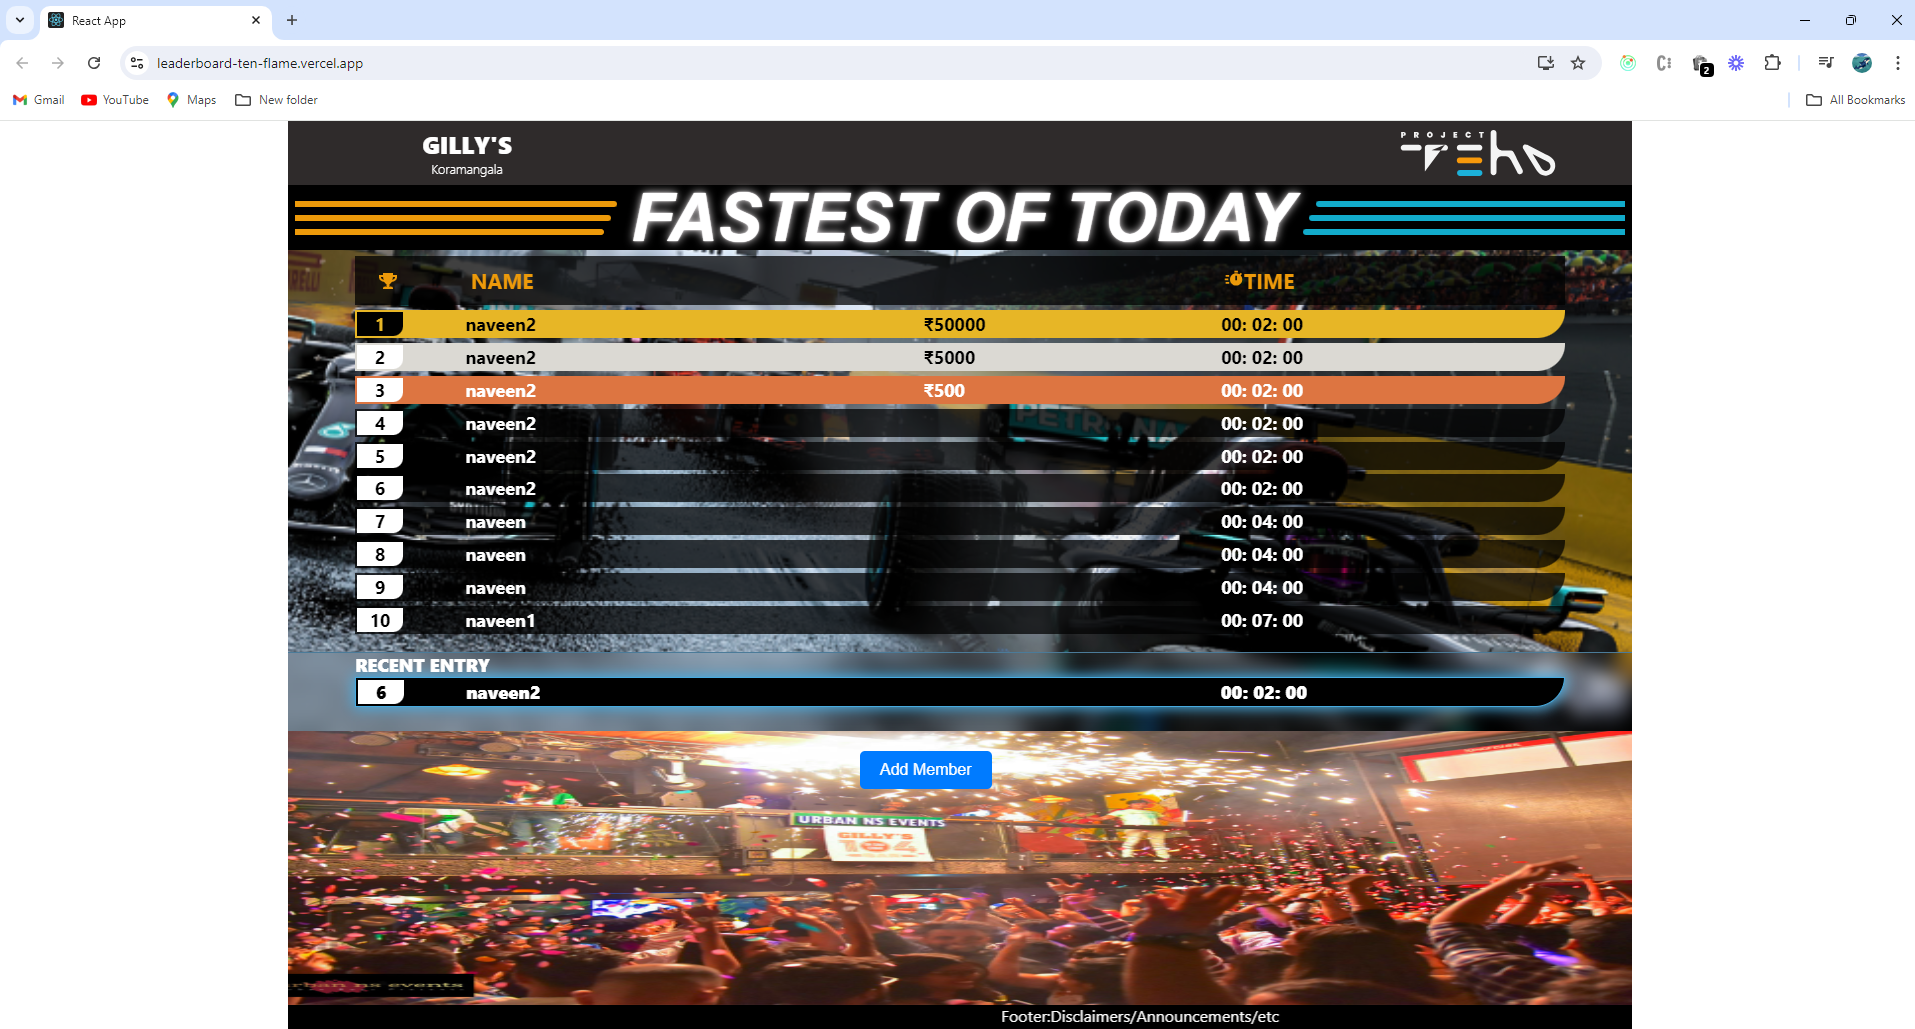 React App
leaderboard-ten-flame.vercel.app
2
Gmail YouTube Maps New folder All Bookmarks
GILLY'S
Koramangala
PROJECT
FASTEST OF TODAY
NAME TIME
1 naveen2 ₹50000 00: 02: 00
2 naveen2 ₹5000 00: 02: 00
3 naveen2 ₹500 00: 02: 00
4 naveen2 00: 02: 00
5 naveen2 00: 02: 00
6 naveen2 00: 02: 00
7 naveen 00: 04: 00
8 naveen 00: 04: 00
9 naveen 00: 04: 00
10 naveen1 00: 07: 00
RECENT ENTRY
6 naveen2 00: 02: 00
Add Member
URBAN NS EVENTS
GILLY'S
104
urban ns events
Footer:Disclaimers/Announcements/etc